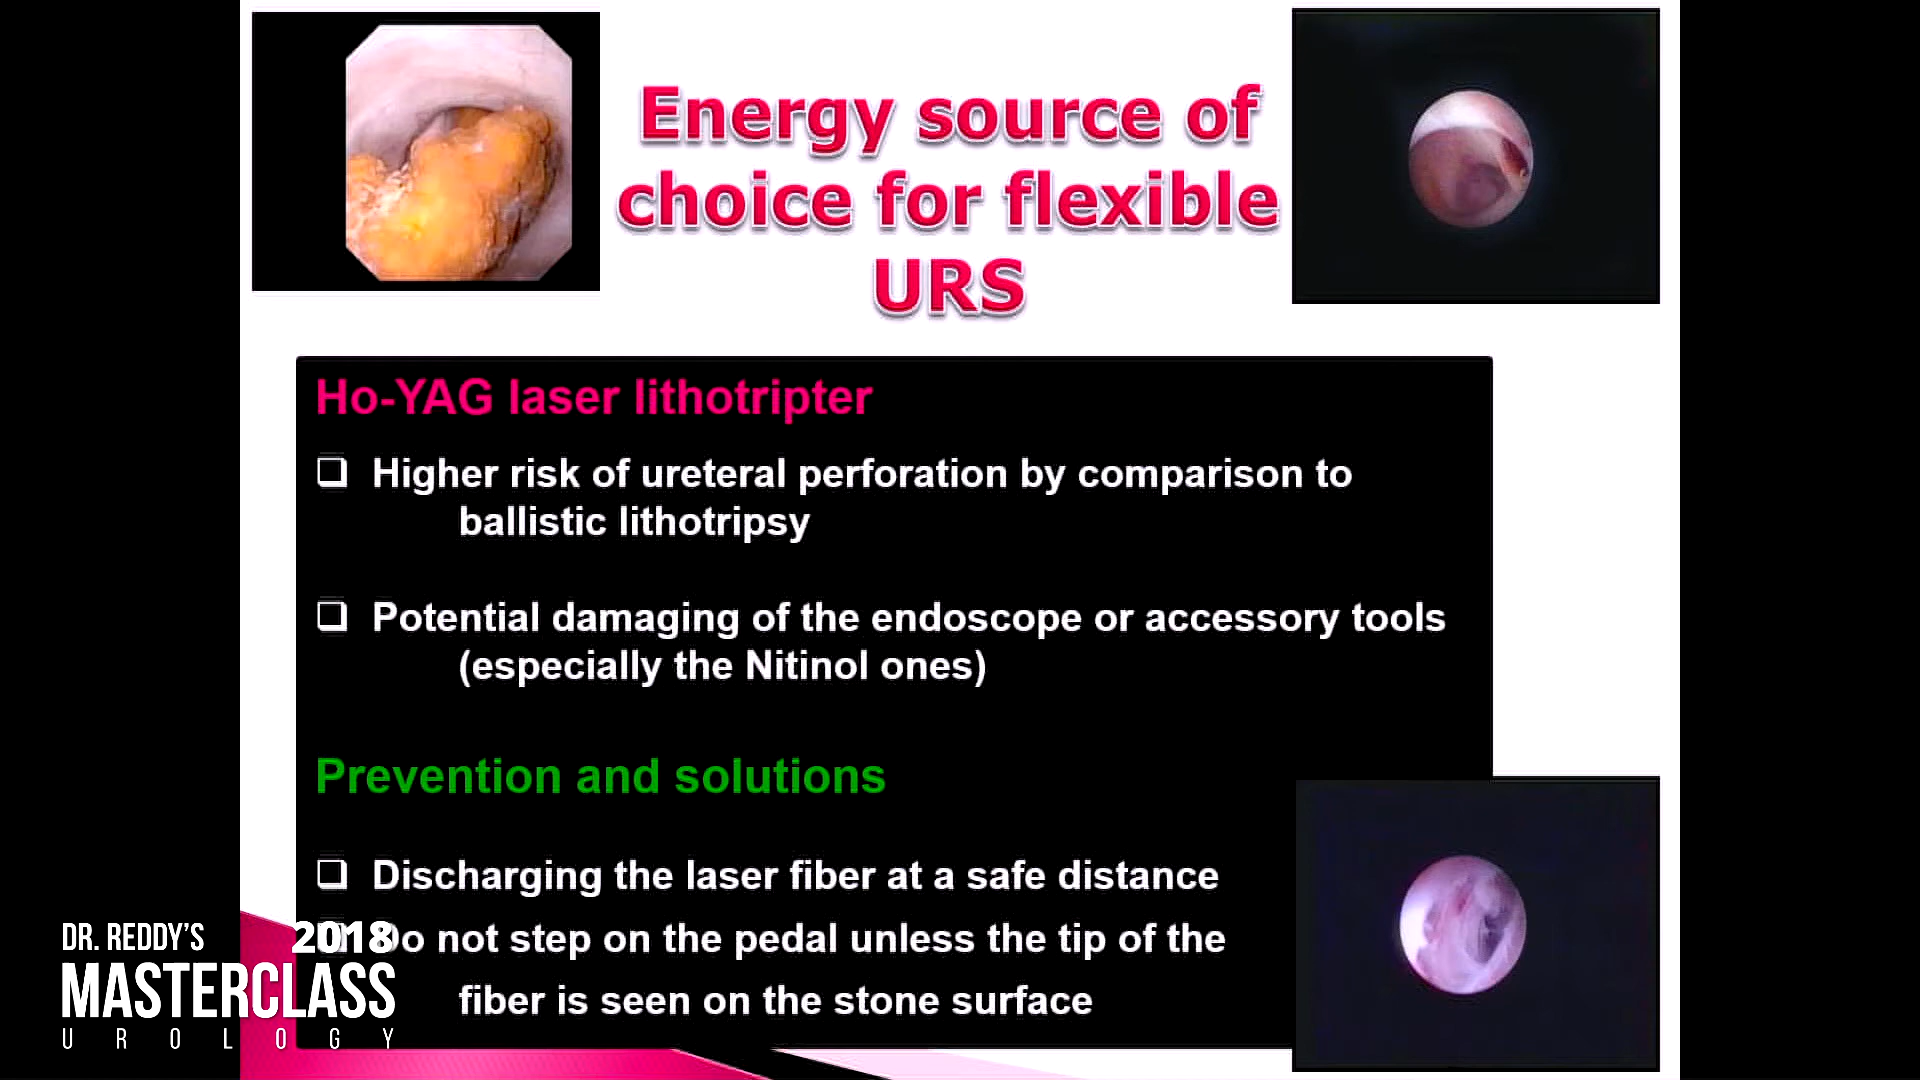 Energy source of
choice for flexible
URS
Ho-YAG laser lithotripter
❑ Higher risk of ureteral perforation by comparison to
ballistic lithotripsy
❑ Potential damaging of the endoscope or accessory tools
(especially the Nitinol ones)
Prevention and solutions
❑ Discharging the laser fiber at a safe distance
Do not step on the pedal unless the tip of the
fiber is seen on the stone surface
DR. REDDY'S 2018
MASTERCLASS
UROLOGY